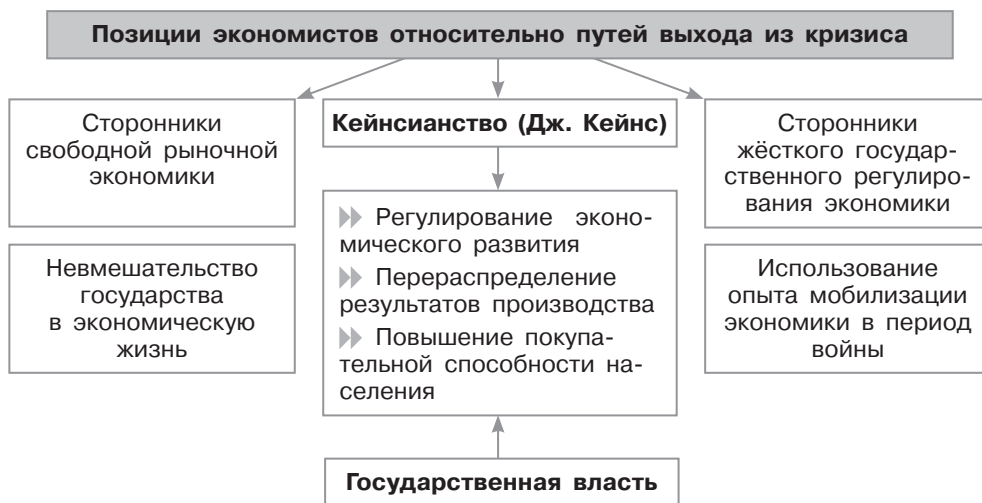 Позиции экономистов относительно путей выхода из кризиса
Сторонники
свободной рыночной
экономики
Невмешательство
государства
в экономическую
жизнь
Кейнсианство (Дж. Кейнс)
Регулирование эконо-
мического развития
Перераспределение
результатов производства
Повышение покупа-
тельной способности на-
селения
Государственная власть
Сторонники
жёсткого государ-
ственного регулиро-
вания экономики
Использование
опыта мобилизации
экономики в период
войны